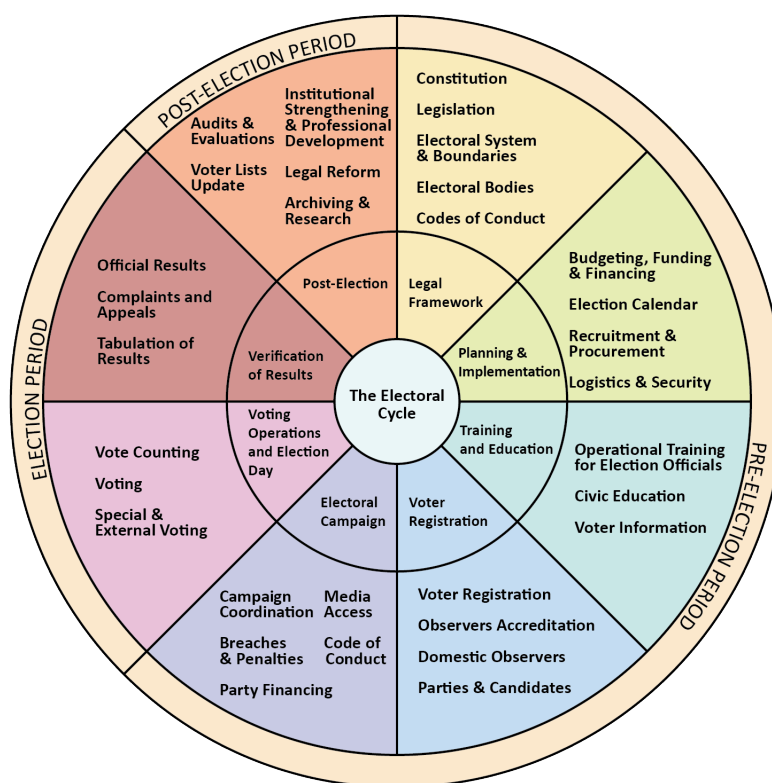 POST-ELECTION PERIOD
Institutional
Strengthening
& Professional
Development
Audits &
Evaluations
Voter Lists
Update
Legal Reform
Archiving &
Research
Post-Election
Constitution
Legislation
Electoral System
& Boundaries
Electoral Bodies
Codes of Conduct
Legal
Framework
Budgeting, Funding
& Financing
Election Calendar
Recruitment &
Procurement
Logistics & Security
Planning &
Implementation
PRE-ELECTION PERIOD
Operational Training
for Election Officials
Civic Education
Voter Information
Training
and Education
Voter
Registration
Voter Registration
Observers Accreditation
Domestic Observers
Parties & Candidates
Electoral
Campaign
Campaign
Coordination
Media
Access
Breaches
& Penalties
Code of
Conduct
Party Financing
ELECTION PERIOD
Voting
Operations
and Election
Day
Vote Counting
Voting
Special &
External Voting
Verification
of Results
Official Results
Complaints and
Appeals
Tabulation of
Results
The Electoral
Cycle